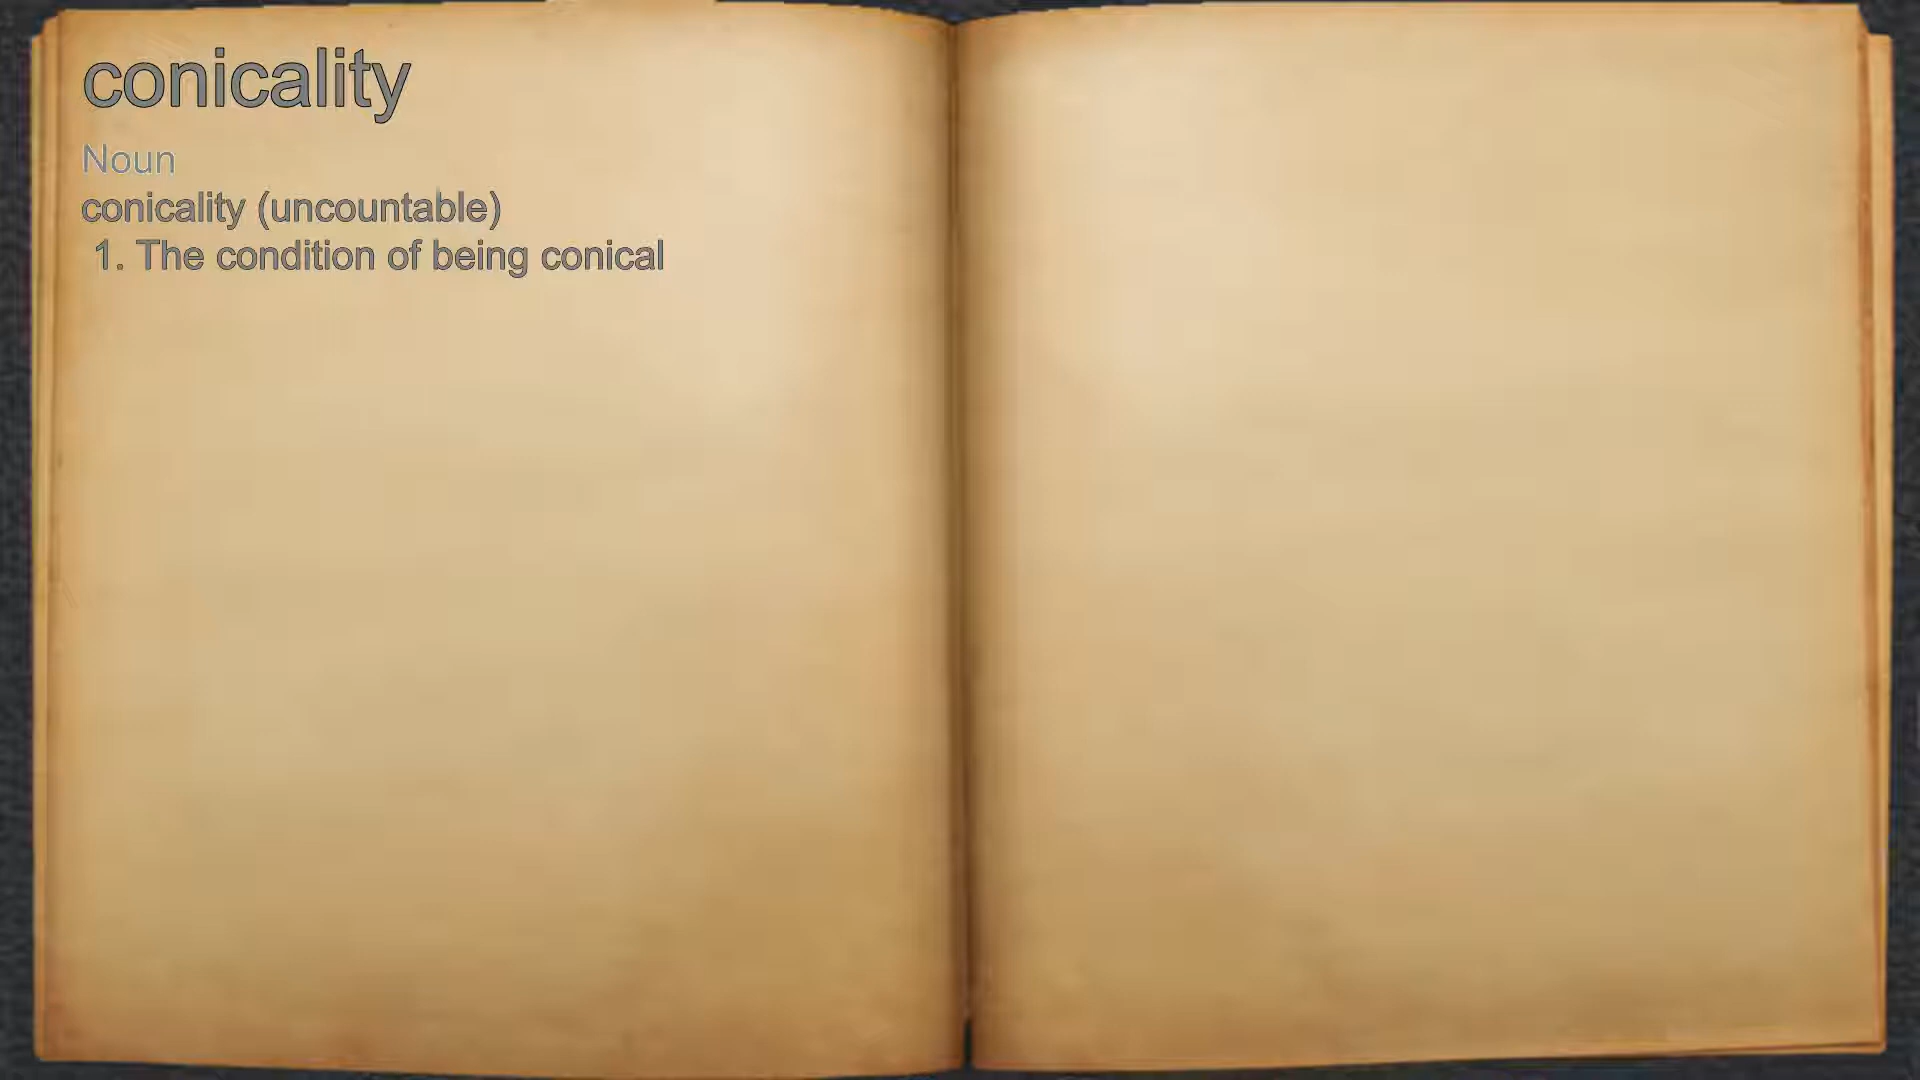 conicality
Noun
conicality (uncountable)
1. The condition of being conical